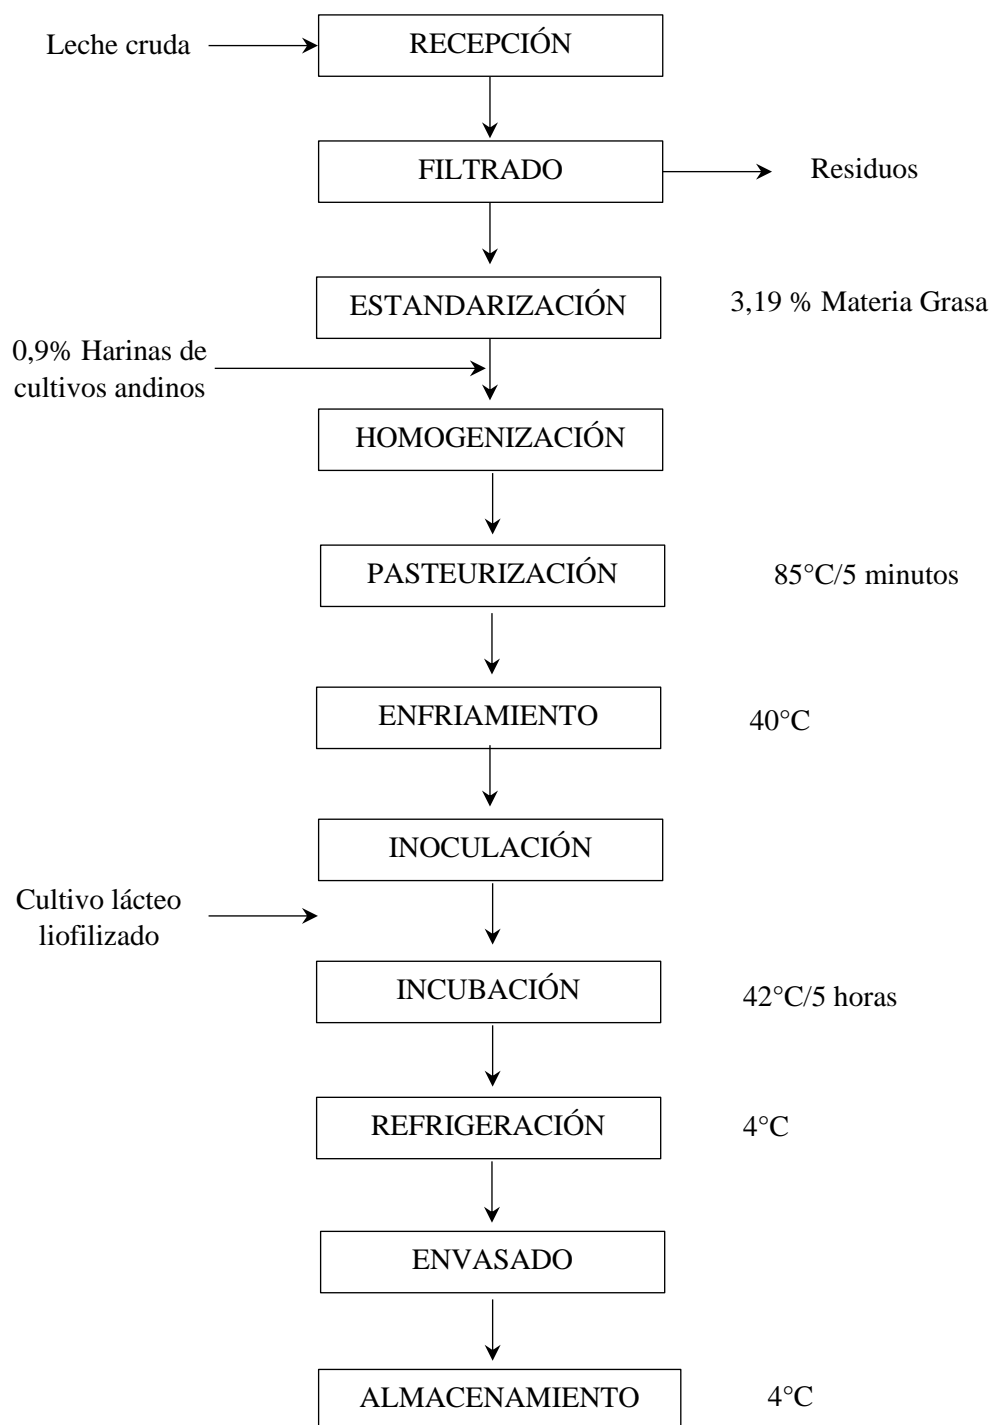 Leche cruda
RECEPCIÓN
FILTRADO
Residuos
ESTANDARIZACIÓN
3,19 % Materia Grasa
0,9% Harinas de
cultivos andinos
HOMOGENIZACIÓN
PASTEURIZACIÓN
85°C/5 minutos
ENFRIAMIENTO
40°C
INOCULACIÓN
Cultivo lácteo
liofilizado
INCUBACIÓN
42°C/5 horas
REFRIGERACIÓN
4°C
ENVASADO
ALMACENAMIENTO
4°C